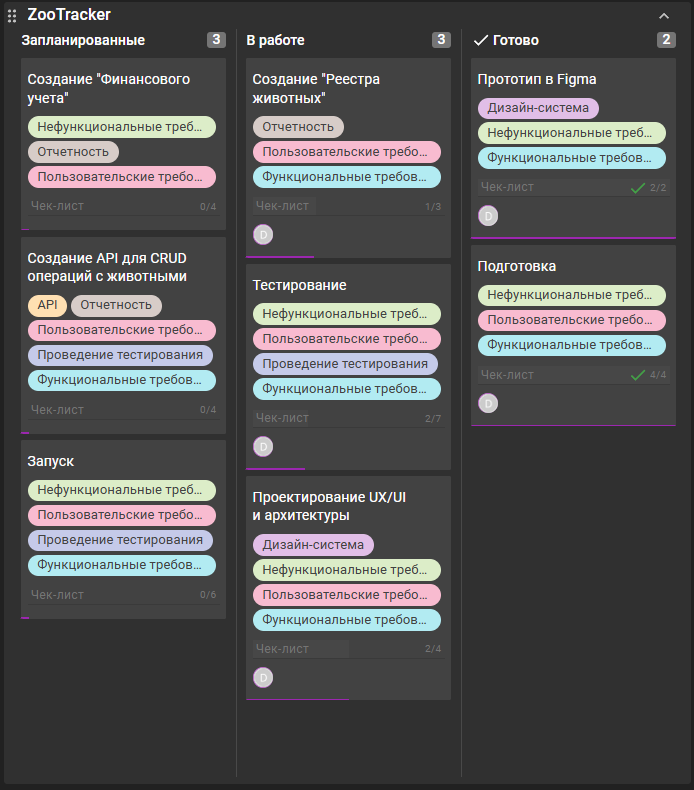 ZooTracker
Запланированные 3
Создание "Финансового
учета"
Нефункциональные треб...
Отчетность
Пользовательские требо...
Чек-лист 0/4
Создание API для CRUD
операций с животными
API Отчетность
Пользовательские требо...
Проведение тестирования
Функциональные требов...
Чек-лист 0/4
Запуск
Нефункциональные треб...
Пользовательские требо...
Проведение тестирования
Функциональные требов...
Чек-лист 0/6
В работе 3
Создание "Реестра
животных"
Отчетность
Пользовательские требо...
Функциональные требов...
Чек-лист 1/3
D
Тестирование
Нефункциональные треб...
Пользовательские требо...
Проведение тестирования
Функциональные требов...
Чек-лист 2/7
D
Проектирование UX/UI
и архитектуры
Дизайн-система
Нефункциональные треб...
Пользовательские требо...
Функциональные требов...
Чек-лист 2/4
D
Готово 2
Прототип в Figma
Дизайн-система
Нефункциональные треб...
Функциональные требов...
Чек-лист 2/2
D
Подготовка
Нефункциональные треб...
Пользовательские требо...
Функциональные требов...
Чек-лист 4/4
D